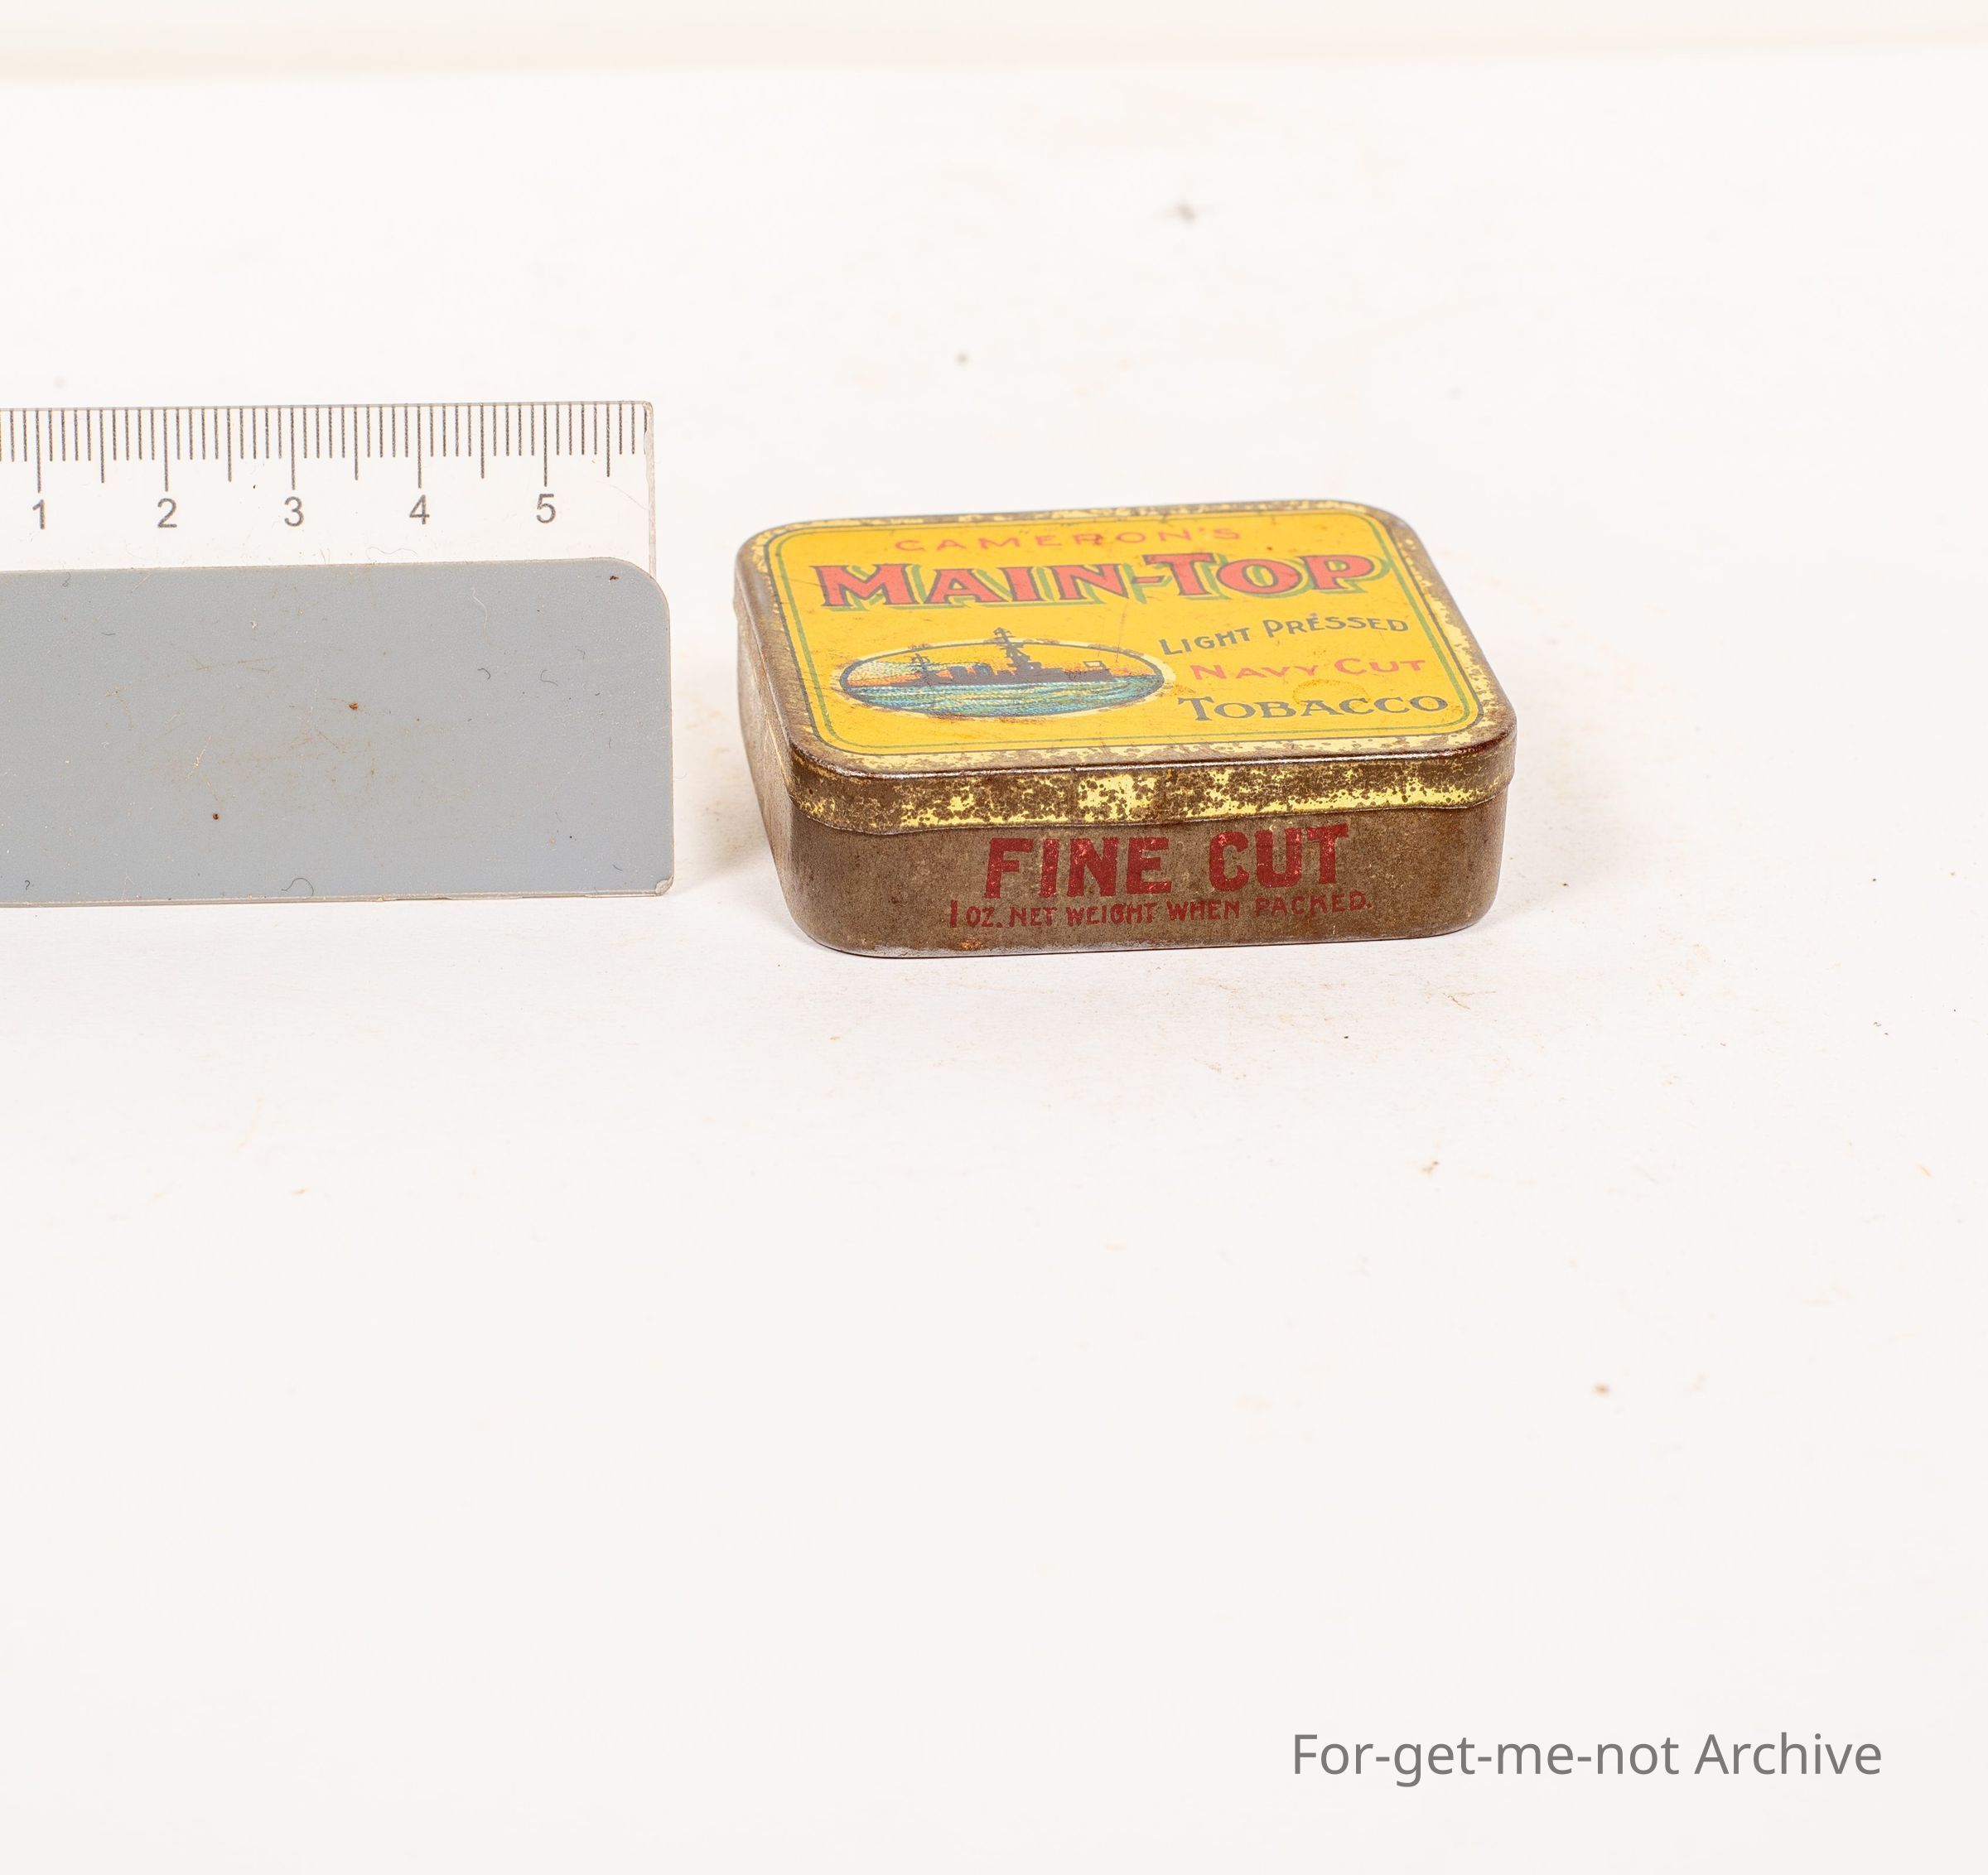 1 2 3 4 5
CAMERON'S
MAIN-TOP
LIGHT PRESSED
NAVY CUT
TOBACCO
FINE CUT
1 OZ. NET WEIGHT WHEN PACKED.
For-get-me-not Archive